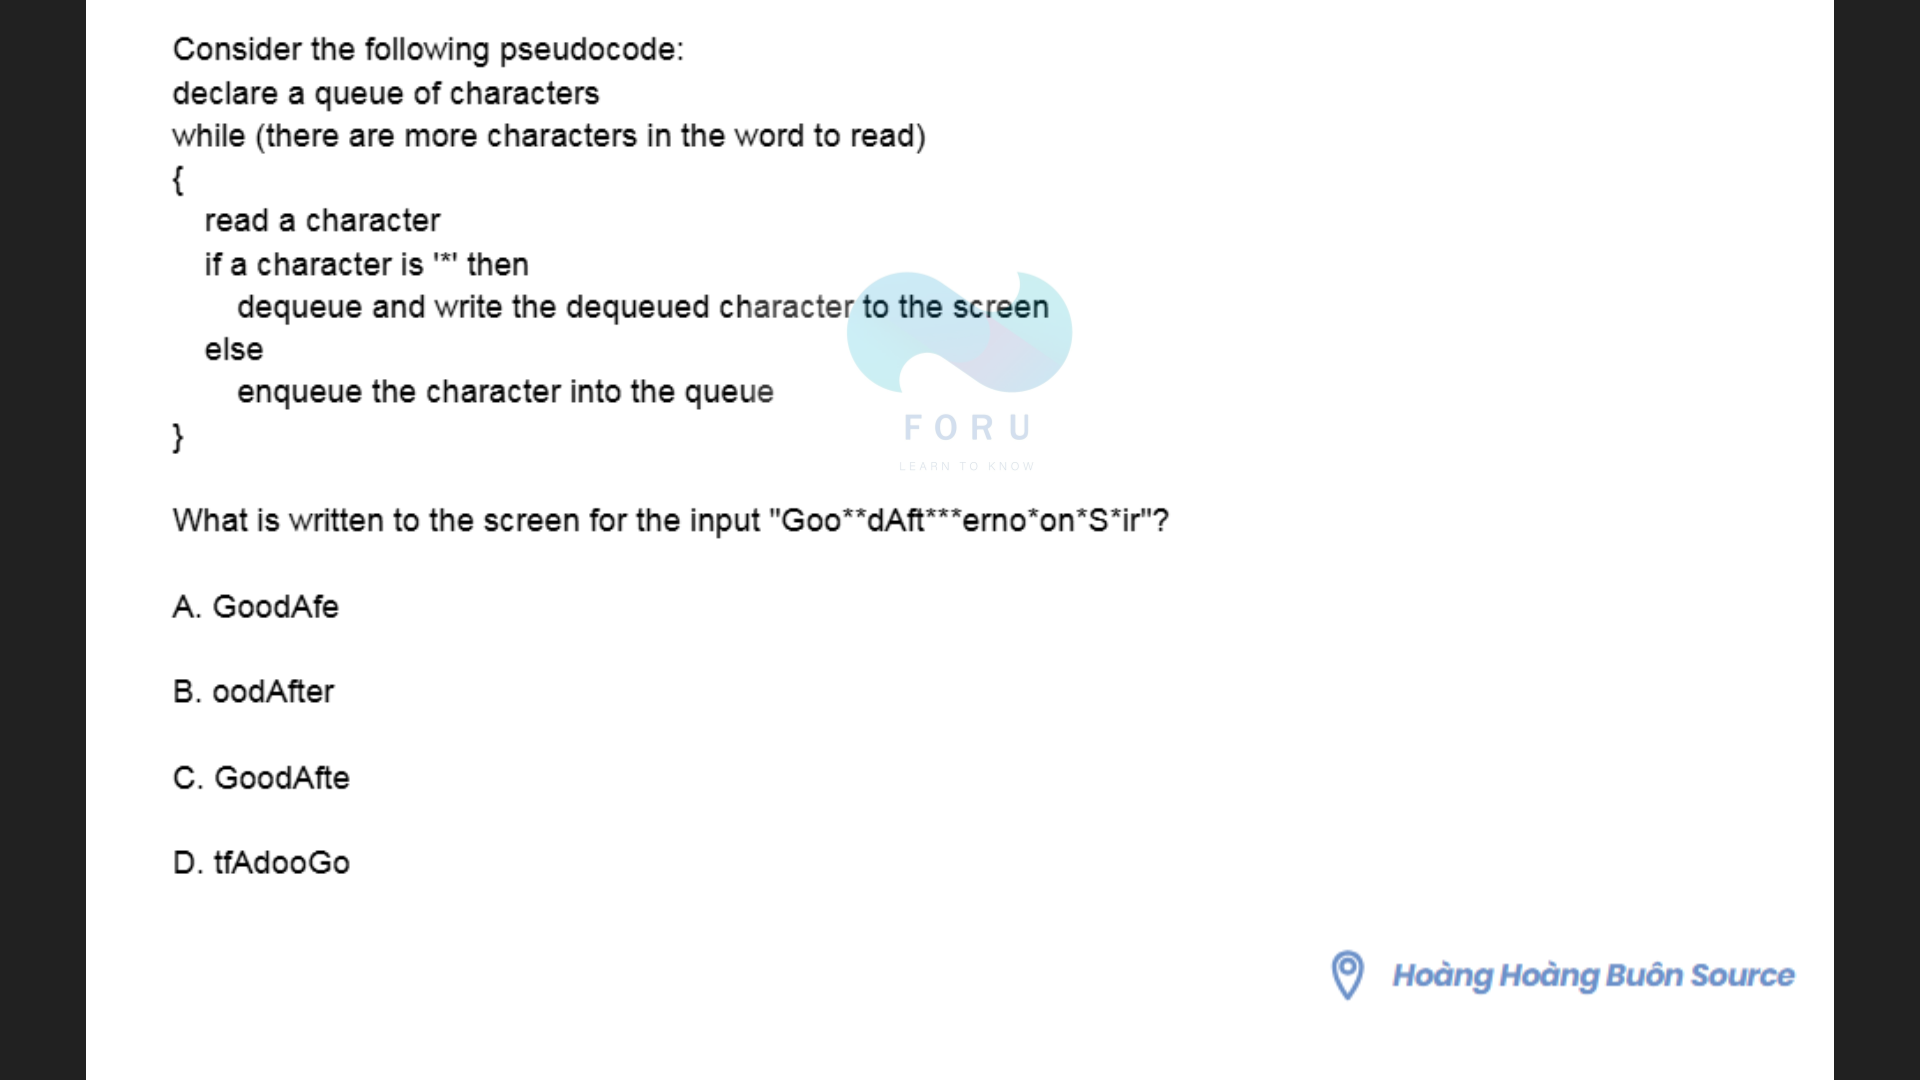 Consider the following pseudocode:
declare a queue of characters
while (there are more characters in the word to read)
{
read a character
if a character is '*' then
dequeue and write the dequeued character to the screen
else
enqueue the character into the queue
}
FORU
LEARN TO KNOW
What is written to the screen for the input "Goo**dAft***erno*on*S*ir"?
A. GoodAfe
B. oodAfter
C. GoodAfte
D. tfAdooGo
Hoàng Hoàng Buôn Source